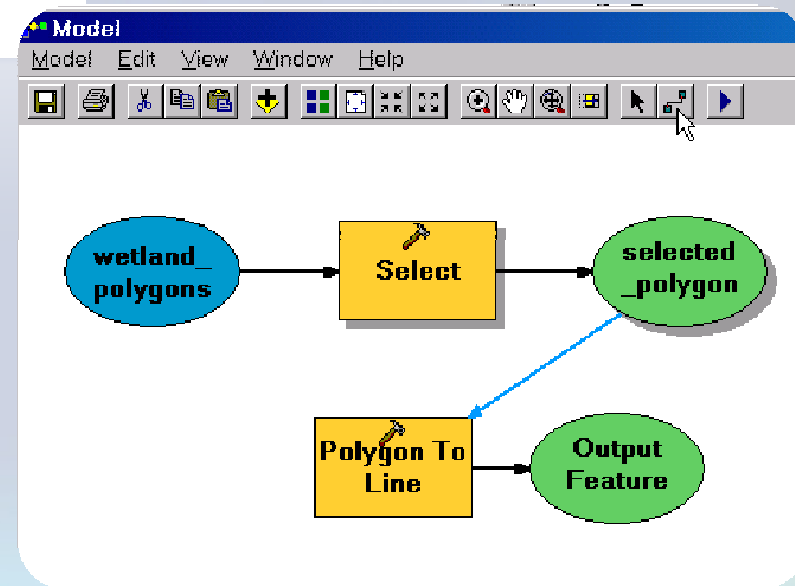 Model
Model Edit View Window Help
wetland_
polygons
Select
selected
_polygon
Polygon To
Line
Output
Feature